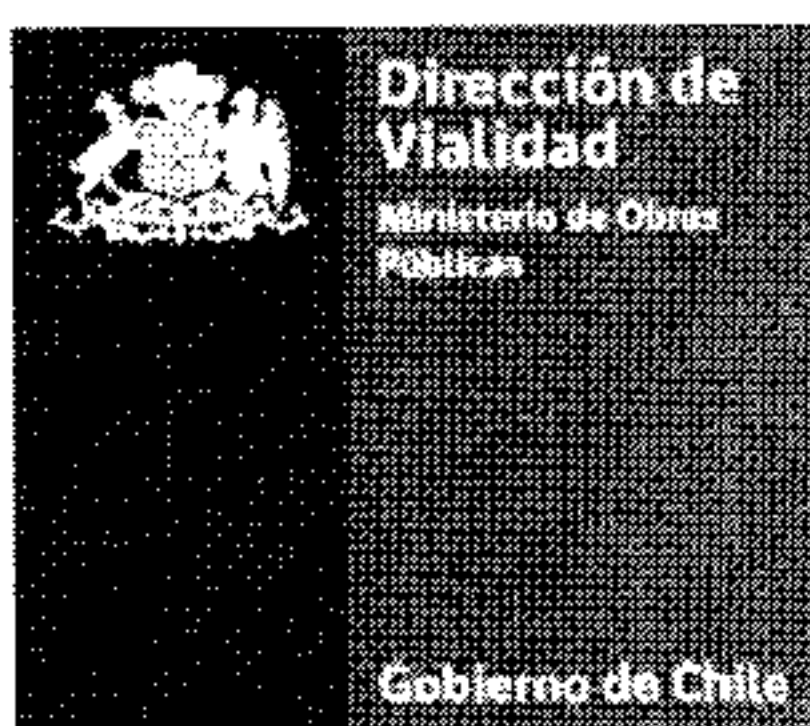 Dirección de
Vialidad
Ministerio de Obras
Públicas
Gobierno de Chile